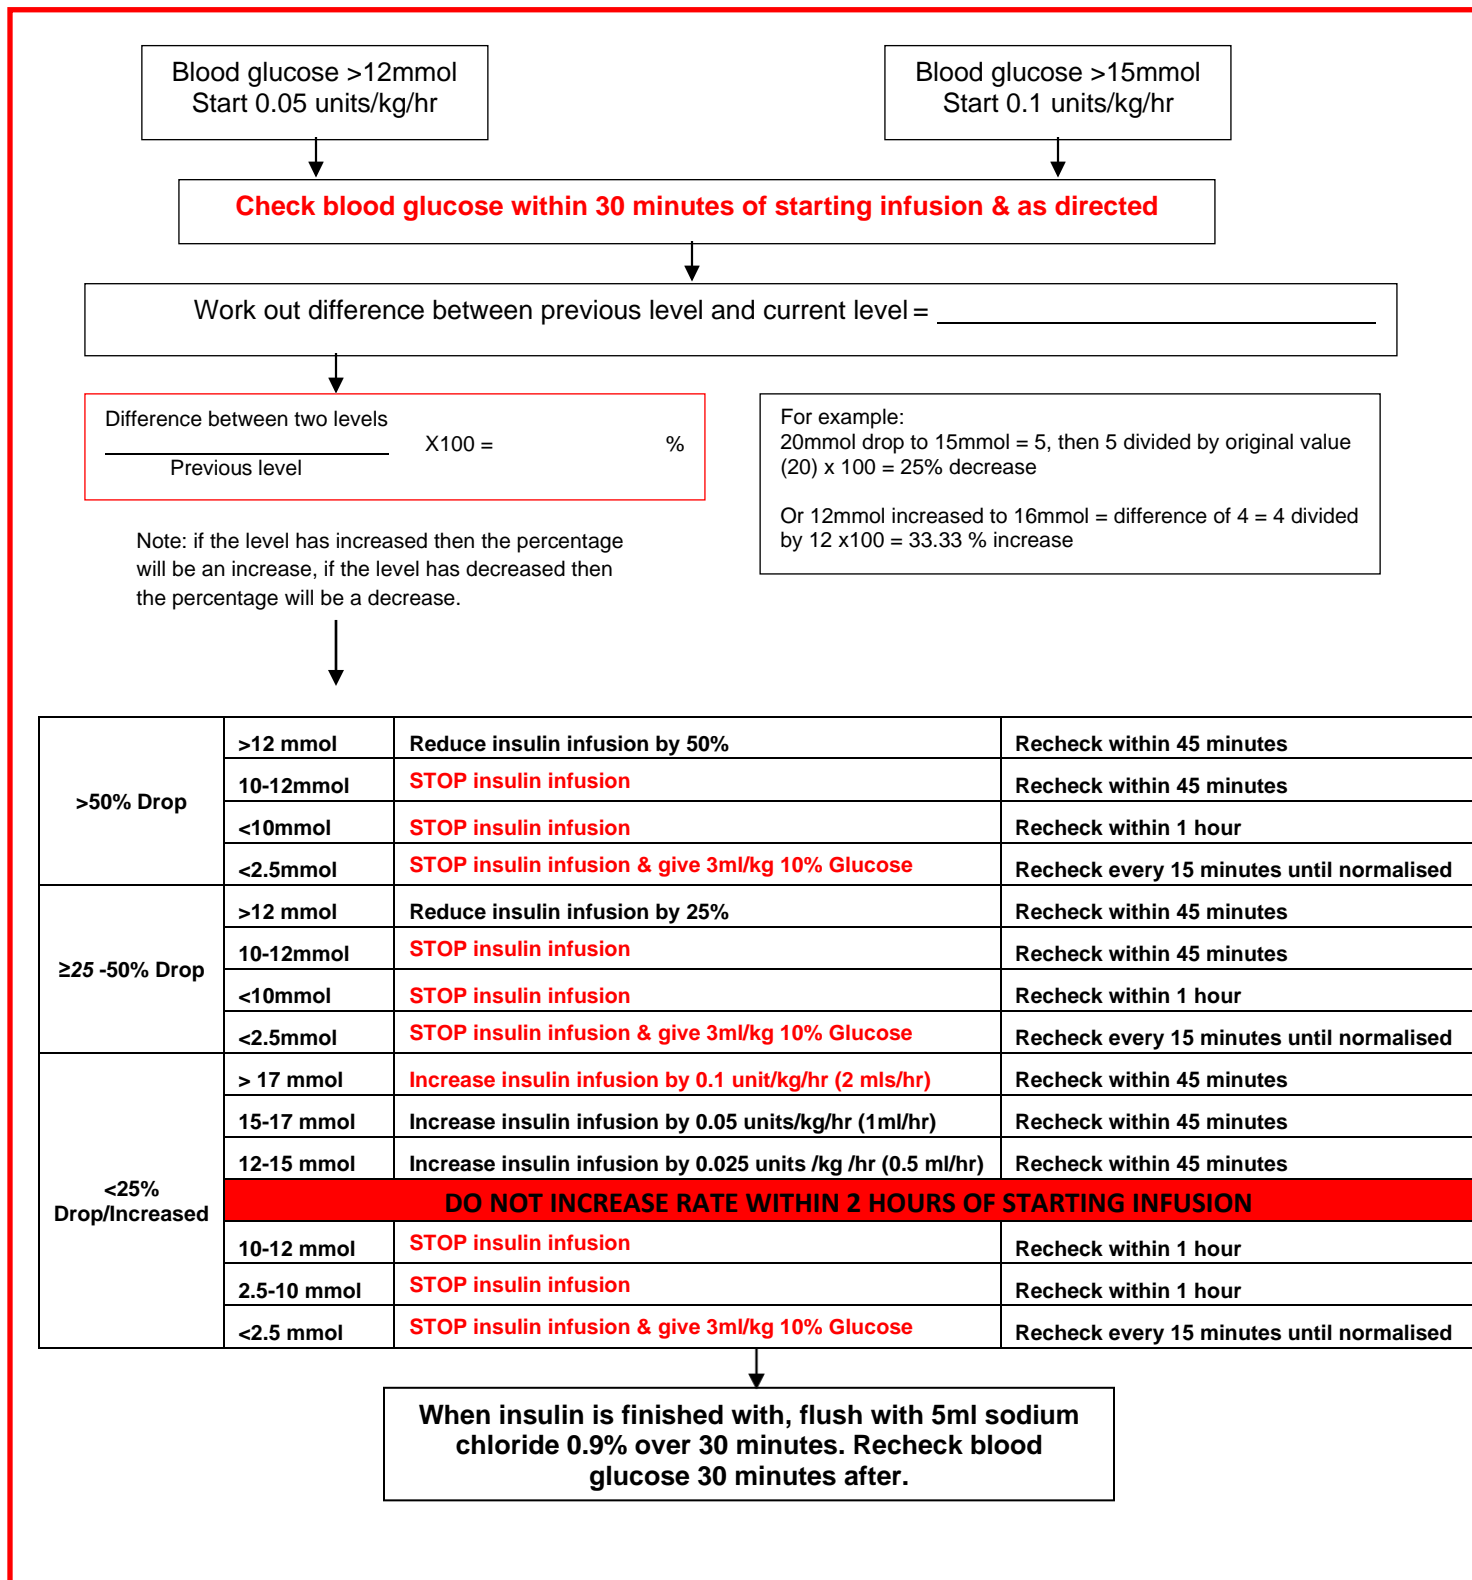 Blood glucose >12mmol
Start 0.05 units/kg/hr
Blood glucose >15mmol
Start 0.1 units/kg/hr
Check blood glucose within 30 minutes of starting infusion & as directed
Work out difference between previous level and current level = ____________________
Difference between two levels
Previous level
X100 = %
For example:
20mmol drop to 15mmol = 5, then 5 divided by original value
(20) x 100 = 25% decrease
Or 12mmol increased to 16mmol = difference of 4 = 4 divided
by 12 x100 = 33.33 % increase
Note: if the level has increased then the percentage
will be an increase, if the level has decreased then
the percentage will be a decrease.
>50% Drop
>12 mmol Reduce insulin infusion by 50% Recheck within 45 minutes
10-12mmol STOP insulin infusion Recheck within 45 minutes
<10mmol STOP insulin infusion Recheck within 1 hour
<2.5mmol STOP insulin infusion & give 3ml/kg 10% Glucose Recheck every 15 minutes until normalised
≥25 -50% Drop
>12 mmol Reduce insulin infusion by 25% Recheck within 45 minutes
10-12mmol STOP insulin infusion Recheck within 45 minutes
<10mmol STOP insulin infusion Recheck within 1 hour
<2.5mmol STOP insulin infusion & give 3ml/kg 10% Glucose Recheck every 15 minutes until normalised
<25%
Drop/Increased
> 17 mmol Increase insulin infusion by 0.1 unit/kg/hr (2 mls/hr) Recheck within 45 minutes
15-17 mmol Increase insulin infusion by 0.05 units/kg/hr (1ml/hr) Recheck within 45 minutes
12-15 mmol Increase insulin infusion by 0.025 units /kg /hr (0.5 ml/hr) Recheck within 45 minutes
DO NOT INCREASE RATE WITHIN 2 HOURS OF STARTING INFUSION
10-12 mmol STOP insulin infusion Recheck within 1 hour
2.5-10 mmol STOP insulin infusion Recheck within 1 hour
<2.5 mmol STOP insulin infusion & give 3ml/kg 10% Glucose Recheck every 15 minutes until normalised
When insulin is finished with, flush with 5ml sodium
chloride 0.9% over 30 minutes. Recheck blood
glucose 30 minutes after.